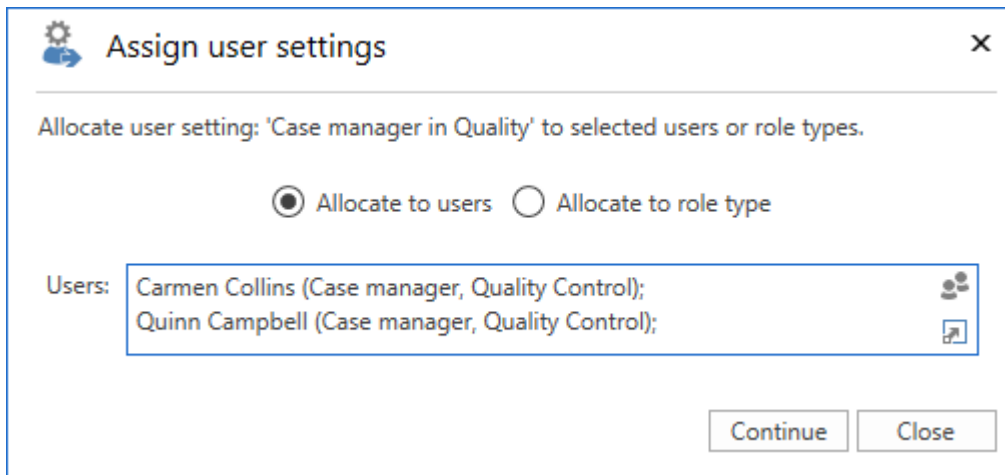 Assign user settings
Allocate user setting: 'Case manager in Quality' to selected users or role types.
Allocate to users Allocate to role type
Users: Carmen Collins (Case manager, Quality Control);
Quinn Campbell (Case manager, Quality Control);
Continue Close